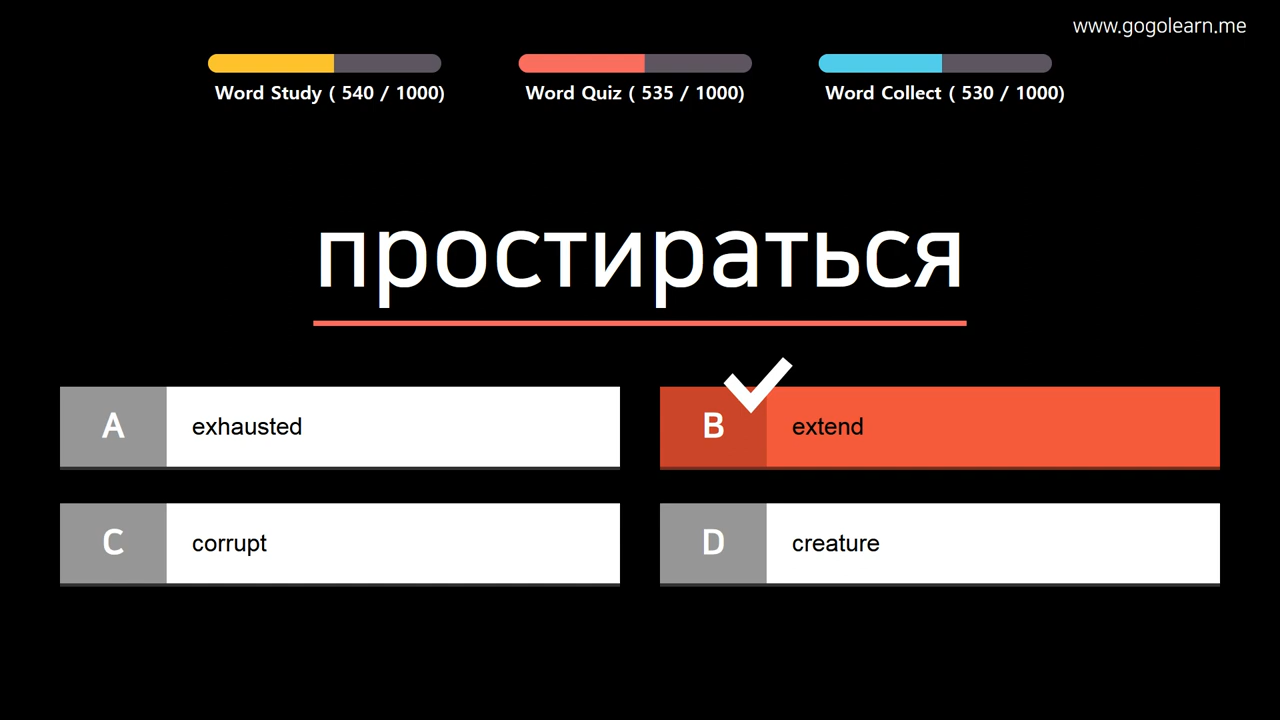 www.gogolearn.me
Word Study ( 540 / 1000)
Word Quiz ( 535 / 1000)
Word Collect ( 530 / 1000)
простираться
A exhausted
B extend
C corrupt
D creature